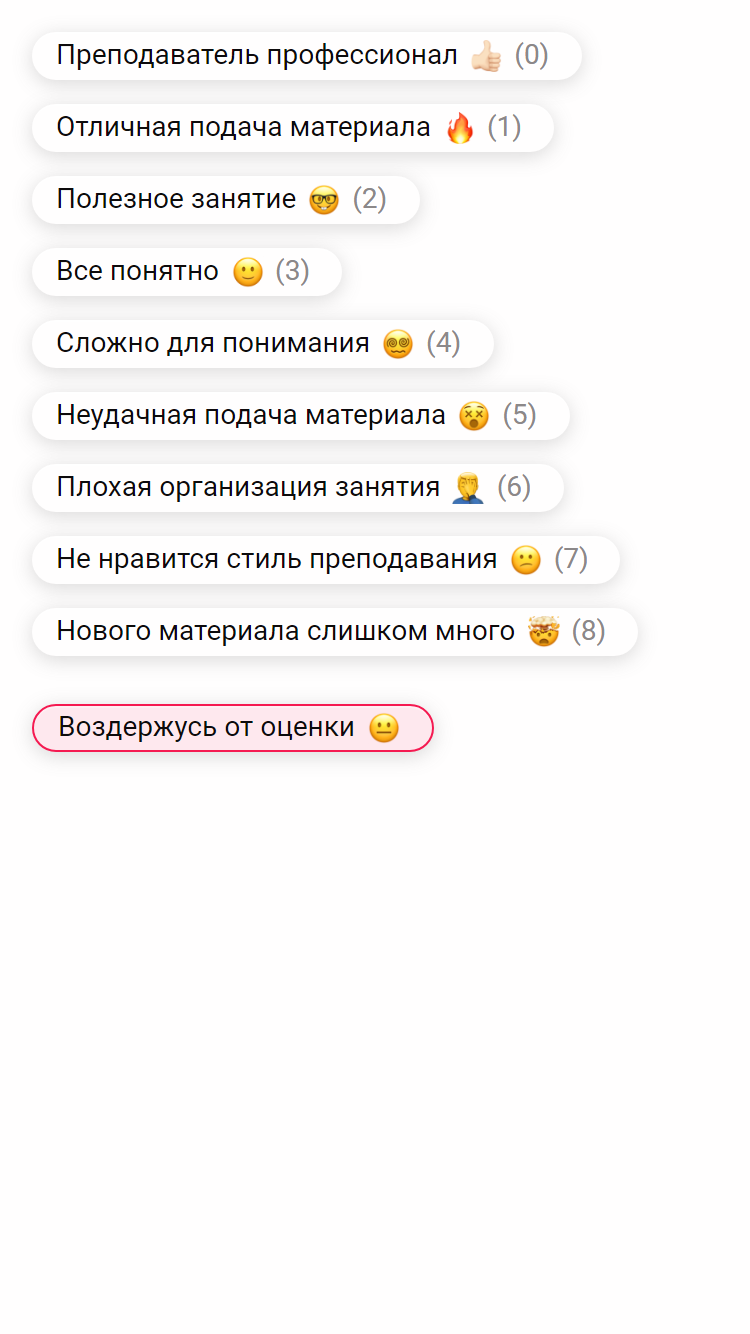 Преподаватель профессионал 👍🏻 (0)
Отличная подача материала 🔥 (1)
Полезное занятие 🤓 (2)
Все понятно 🙂 (3)
Сложно для понимания 😵‍💫 (4)
Неудачная подача материала 😵 (5)
Плохая организация занятия 🤦‍♂️ (6)
Не нравится стиль преподавания 😕 (7)
Нового материала слишком много 🤯 (8)
Воздержусь от оценки 😐